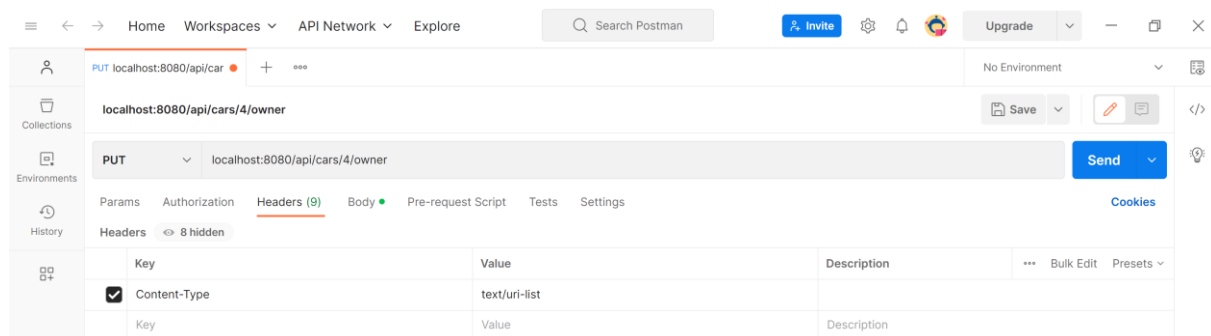 Home Workspaces API Network Explore Search Postman Invite Upgrade
PUT localhost:8080/api/car No Environment
localhost:8080/api/cars/4/owner Save
Collections
PUT localhost:8080/api/cars/4/owner Send
Environments
Params Authorization Headers (9) Body Pre-request Script Tests Settings Cookies
History
Headers 8 hidden
Key Value Description Bulk Edit Presets
Content-Type text/uri-list
Key Value Description